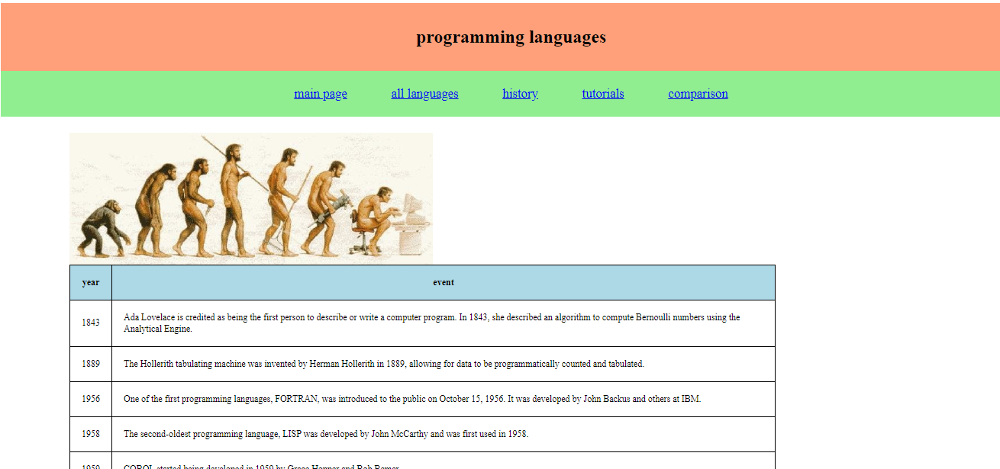 programming languages
main page all languages history tutorials comparison
year event
1843 Ada Lovelace is credited as being the first person to describe or write a computer program. In 1843, she described an algorithm to compute Bernoulli numbers using the
Analytical Engine.
1889 The Hollerith tabulating machine was invented by Herman Hollerith in 1889, allowing for data to be programmatically counted and tabulated.
1956 One of the first programming languages, FORTRAN, was introduced to the public on October 15, 1956. It was developed by John Backus and others at IBM.
1958 The second-oldest programming language, LISP was developed by John McCarthy and was first used in 1958.
1959 COBOL started being developed in 1959 by Grace Hopper and Bob Bemer.